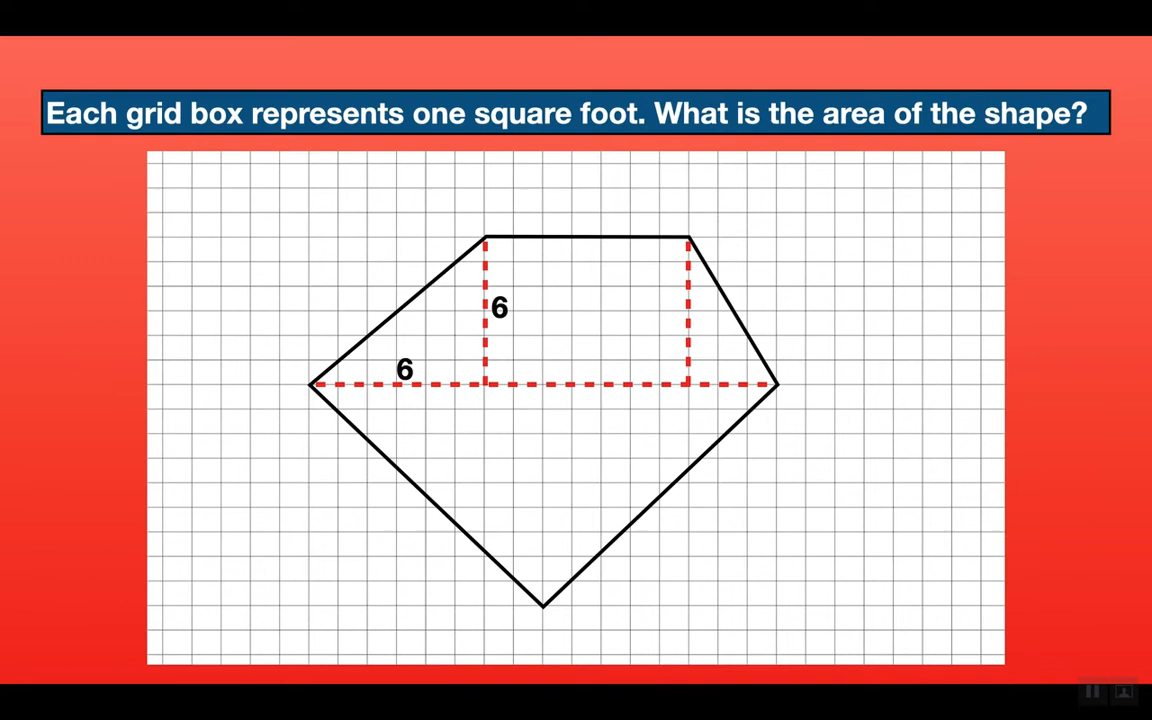 Each grid box represents one square foot. What is the area of the shape?
6
6